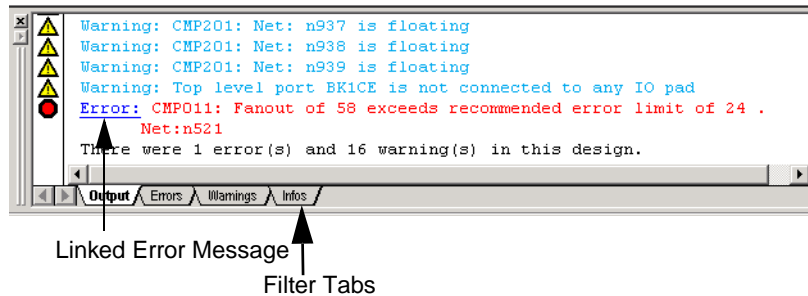 Warning: CMP201: Net: n937 is floating
Warning: CMP201: Net: n938 is floating
Warning: CMP201: Net: n939 is floating
Warning: Top level port BK1CE is not connected to any IO pad
Error: CMP011: Fanout of 58 exceeds recommended error limit of 24 .
Net:n521
There were 1 error(s) and 16 warning(s) in this design.
Output Errors Warnings Infos
Linked Error Message
Filter Tabs